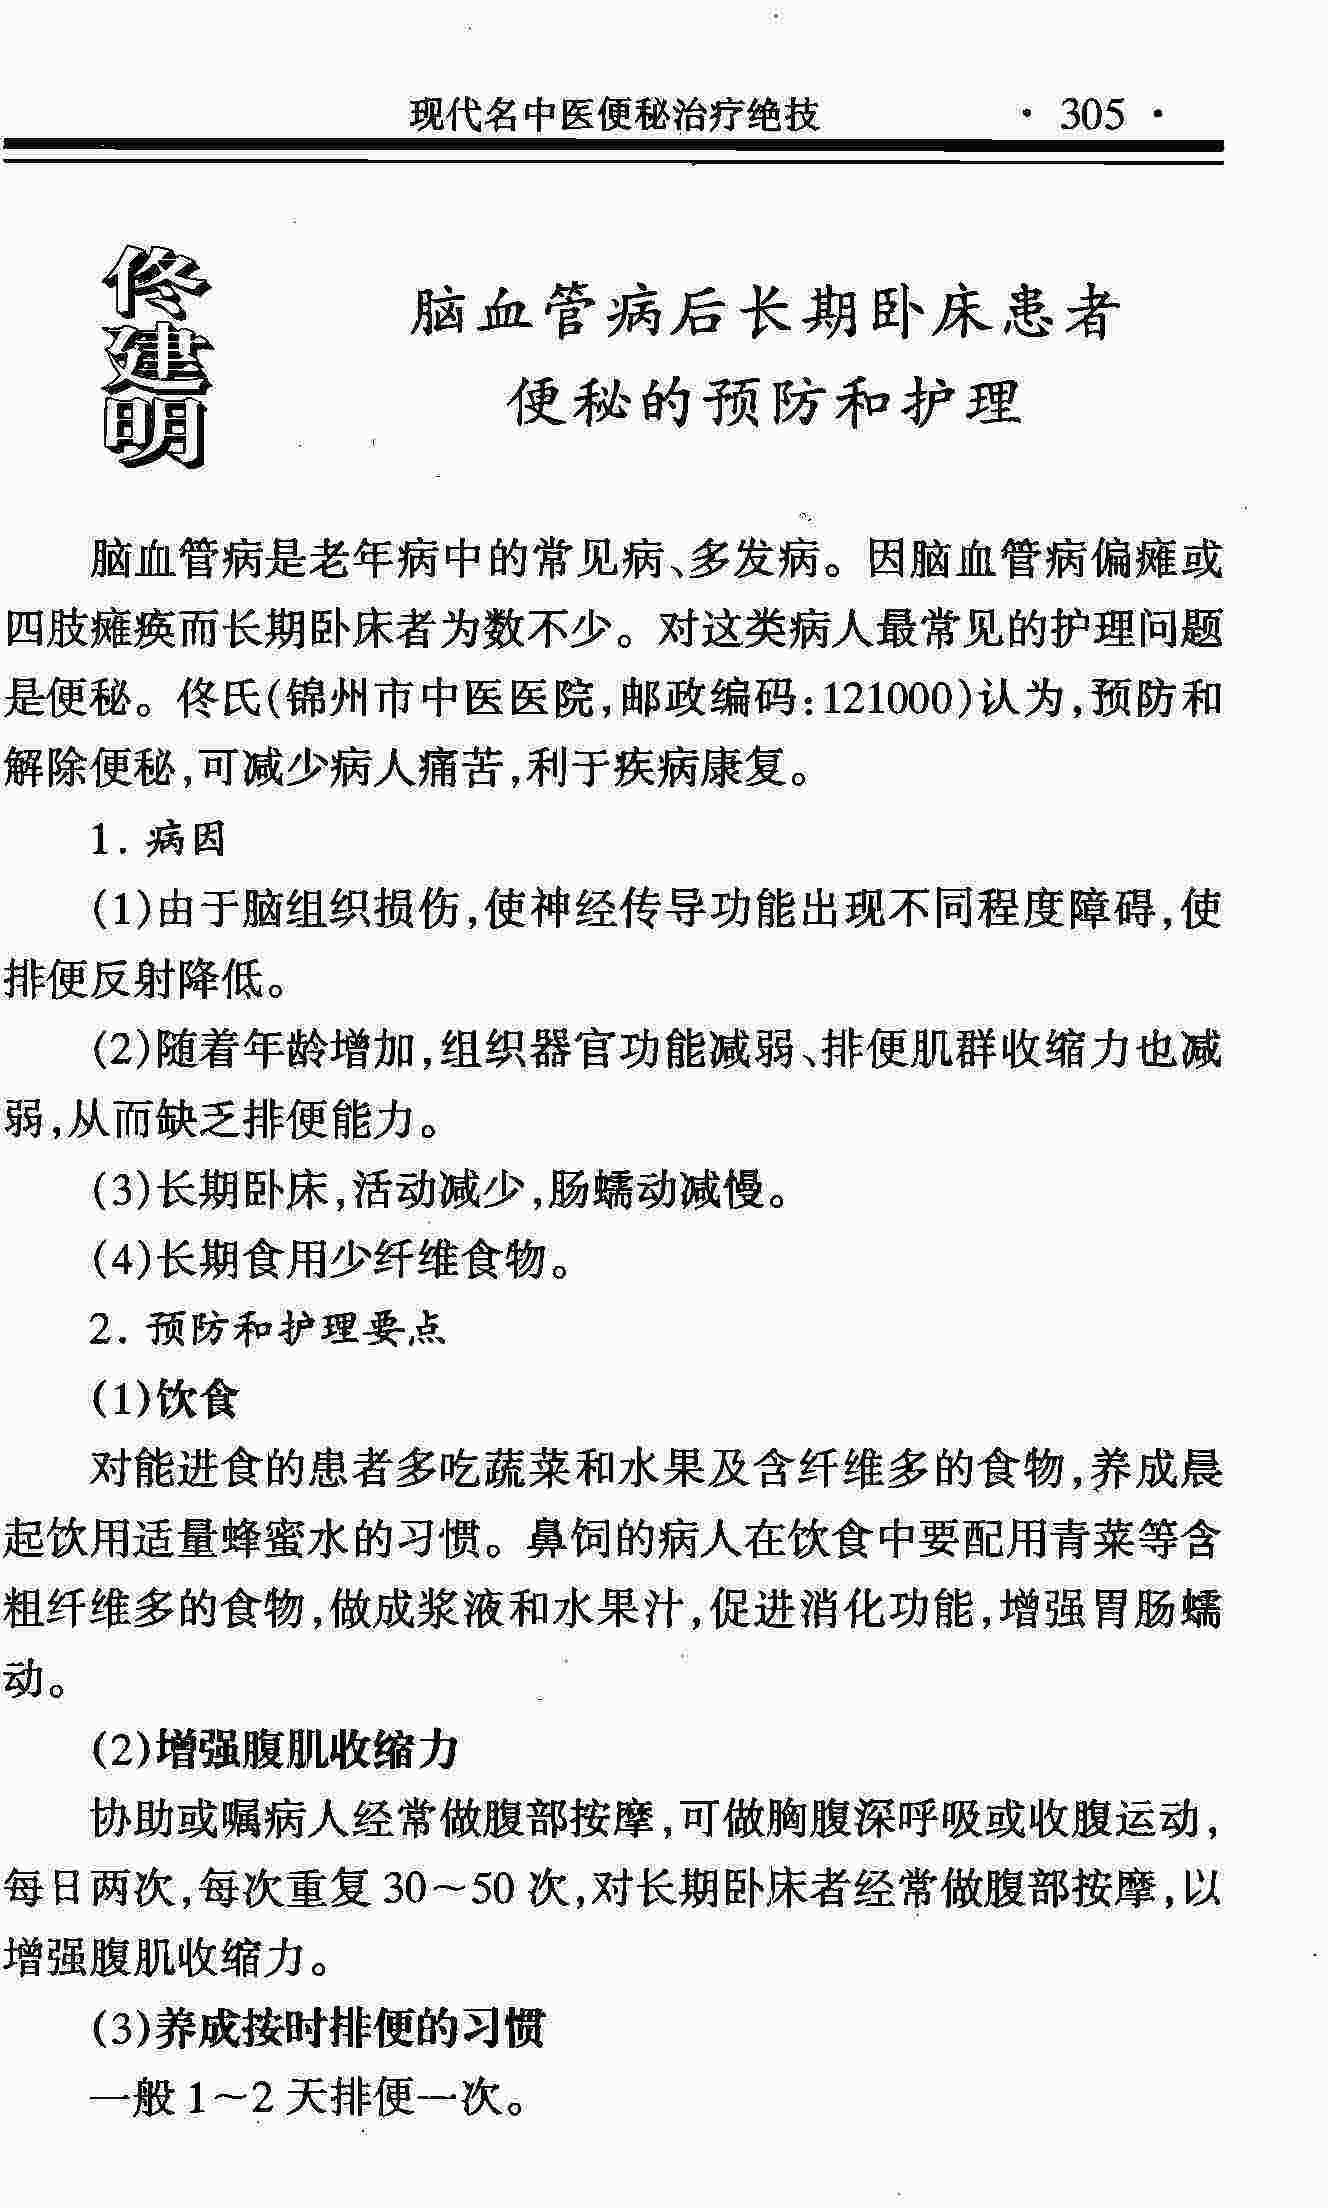 现代名中医便秘治疗绝技 · 305 ·
佟建明
脑血管病后长期卧床患者
便秘的预防和护理
脑血管病是老年病中的常见病、多发病。因脑血管病偏瘫或
四肢瘫痪而长期卧床者为数不少。对这类病人最常见的护理问题
是便秘。佟氏(锦州市中医医院,邮政编码:121000)认为,预防和
解除便秘,可减少病人痛苦,利于疾病康复。
1. 病因
(1)由于脑组织损伤,使神经传导功能出现不同程度障碍,使
排便反射降低。
(2)随着年龄增加,组织器官功能减弱、排便肌群收缩力也减
弱,从而缺乏排便能力。
(3)长期卧床,活动减少,肠蠕动减慢。
(4)长期食用少纤维食物。
2. 预防和护理要点
(1)饮食
对能进食的患者多吃蔬菜和水果及含纤维多的食物,养成晨
起饮用适量蜂蜜水的习惯。鼻饲的病人在饮食中要配用青菜等含
粗纤维多的食物,做成浆液和水果汁,促进消化功能,增强胃肠蠕
动。
(2)增强腹肌收缩力
协助或嘱病人经常做腹部按摩,可做胸腹深呼吸或收腹运动,
每日两次,每次重复 30～50 次,对长期卧床者经常做腹部按摩,以
增强腹肌收缩力。
(3)养成按时排便的习惯
一般 1～2 天排便一次。